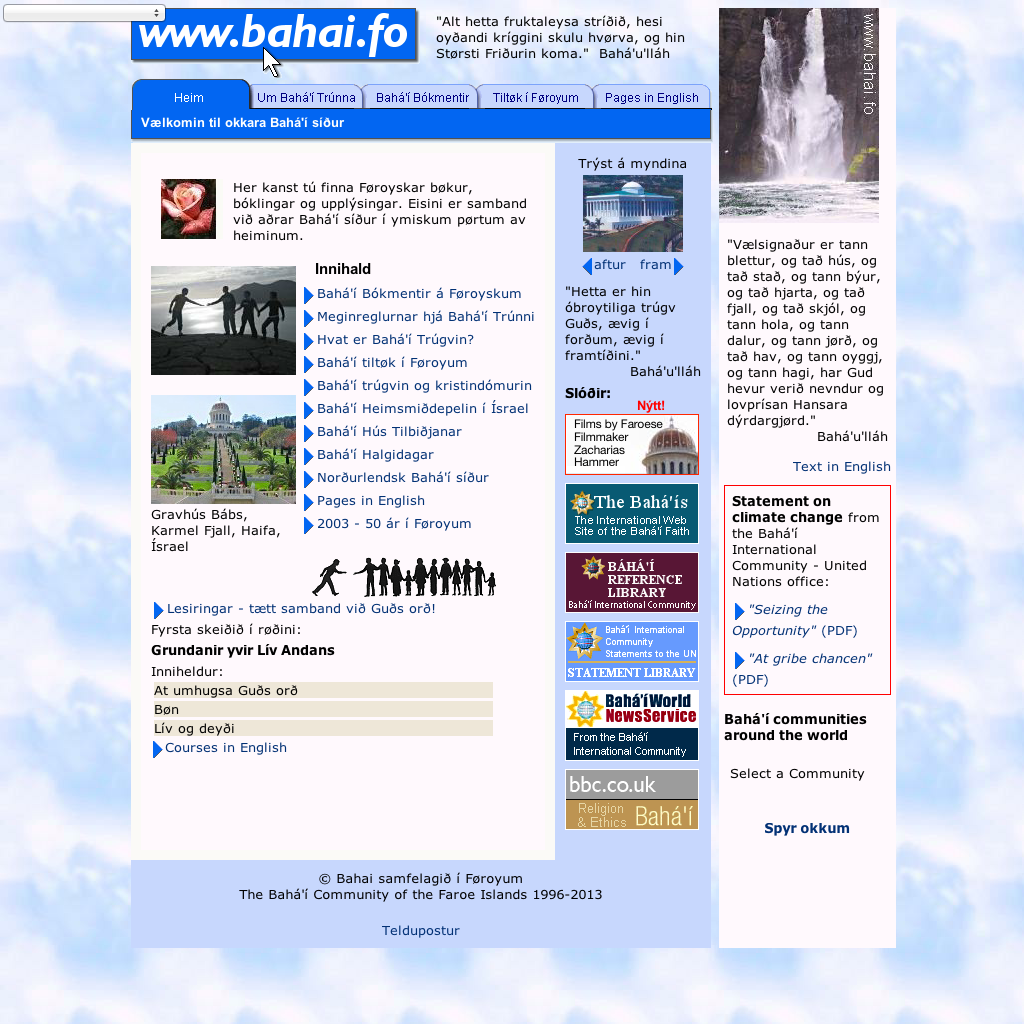 www.bahai.fo
"Alt hetta fruktaleysa stríðið, hesi
oyðandi kríggini skulu hvørva, og hin
Størsti Friðurin koma."  Bahá'u'lláh
www.bahai.fo
Heim
Um Bahá'í Trúnna
Bahá'í Bókmentir
Tiltøk í Føroyum
Pages in English
Vælkomin til okkara Bahá'í síður
Her kanst tú finna Føroyskar bøkur,
bóklingar og upplýsingar. Eisini er samband
við aðrar Bahá'í síður í ymiskum pørtum av
heiminum.
Innihald
Bahá'í Bókmentir á Føroyskum
Meginreglurnar hjá Bahá'í Trúnni
Hvat er Bahá'í Trúgvin?
Bahá'í tiltøk í Føroyum
Bahá'í trúgvin og kristindómurin
Bahá'í Heimsmiðdepelin í Ísrael
Bahá'í Hús Tilbiðjanar
Bahá'í Halgidagar
Norðurlendsk Bahá'í síður
Pages in English
2003 - 50 ár í Føroyum
Gravhús Bábs,
Karmel Fjall, Haifa,
Ísrael
Lesiringar - tætt samband við Guðs orð!
Fyrsta skeiðið í røðini:
Grundanir yvir Lív Andans
Inniheldur:
At umhugsa Guðs orð
Bøn
Lív og deyði
Courses in English
Trýst á myndina
aftur fram
"Hetta er hin
óbroytiliga trúgv
Guðs, ævig í
forðum, ævig í
framtíðini."
Bahá'u'lláh
Slóðir:
Nýtt!
Films by Faroese
Filmmaker
Zacharias
Hammer
The Bahá'ís
The International Web
Site of the Bahá'í Faith
BÁHÁ'Í
REFERENCE
LIBRARY
Bahá'í International Community
Bahá'í International
Community
Statements to the UN
STATEMENT LIBRARY
Bahá'í World
NewsService
From the Bahá'í
International Community
bbc.co.uk
Religion
& Ethics
Bahá'í
"Vælsignaður er tann
blettur, og tað hús, og
tað stað, og tann býur,
og tað hjarta, og tað
fjall, og tað skjól, og
tann hola, og tann
dalur, og tann jørð, og
tað hav, og tann oyggj,
og tann hagi, har Gud
hevur verið nevndur og
lovprísan Hansara
dýrdargjørd."
Bahá'u'lláh
Text in English
Statement on
climate change from
the Bahá'í
International
Community - United
Nations office:
"Seizing the
Opportunity" (PDF)
"At gribe chancen"
(PDF)
Bahá'í communities
around the world
Select a Community
Spyr okkum
© Bahai samfelagið í Føroyum
The Bahá'í Community of the Faroe Islands 1996-2013
Teldupostur